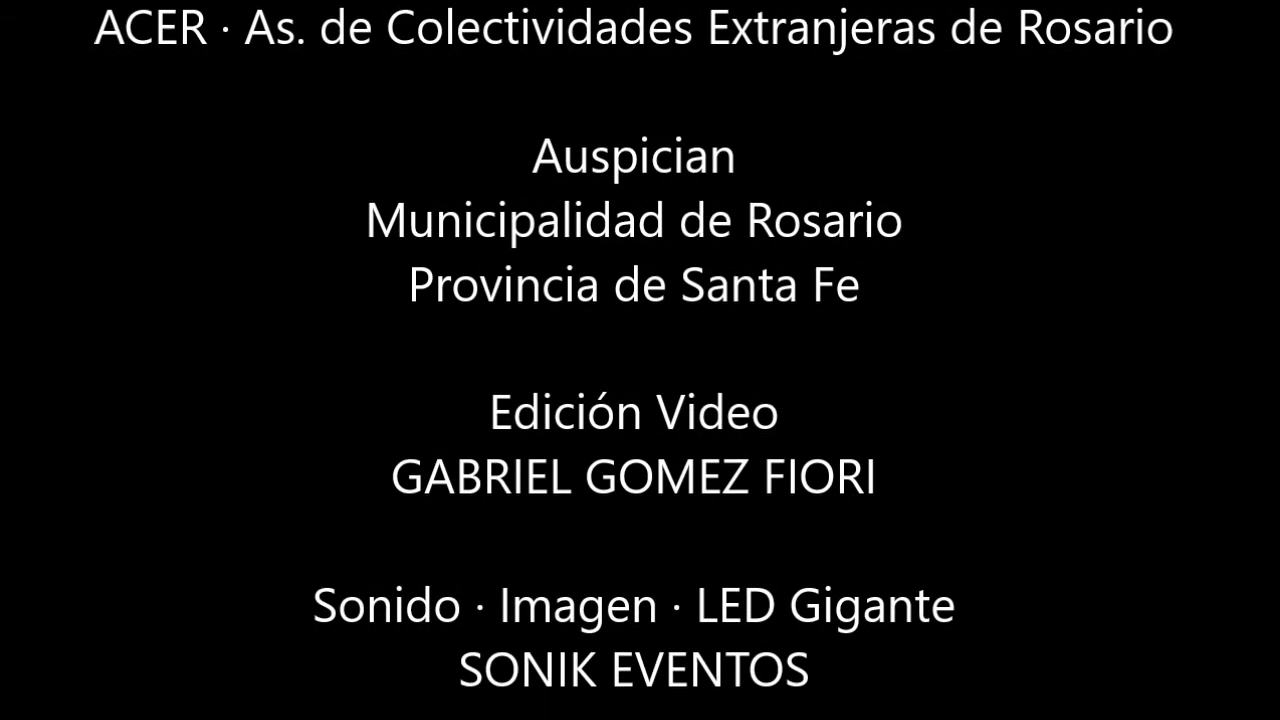 ACER · As. de Colectividades Extranjeras de Rosario
Auspician
Municipalidad de Rosario
Provincia de Santa Fe
Edición Video
GABRIEL GOMEZ FIORI
Sonido · Imagen · LED Gigante
SONIK EVENTOS